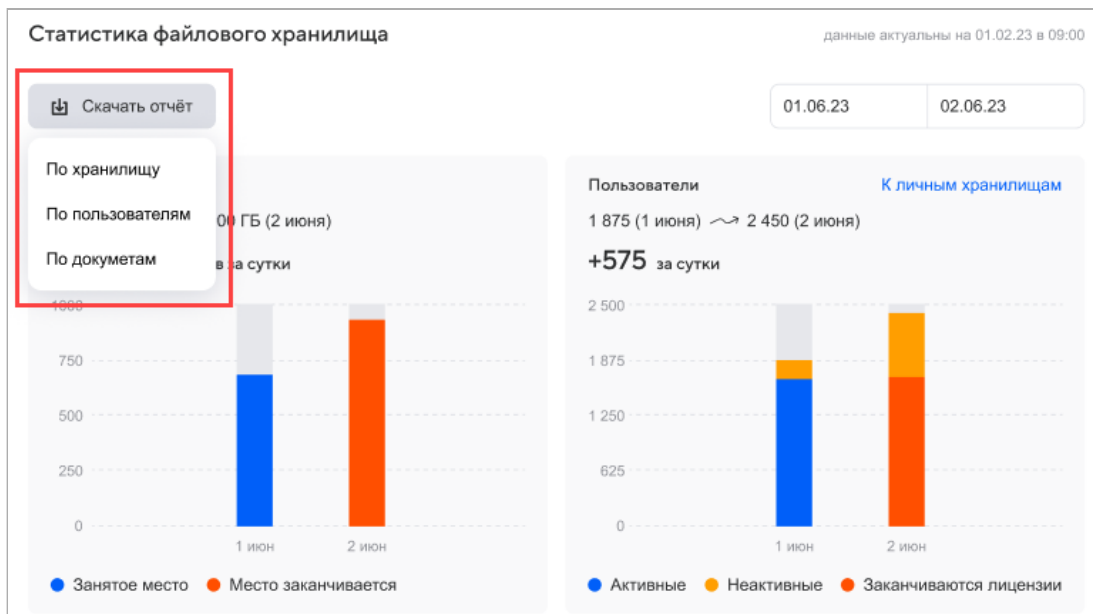 Статистика файлового хранилища
данные актуальны на 01.02.23 в 09:00
Скачать отчёт
01.06.23
02.06.23
По хранилищу
По пользователям
По докуметам
ГБ (2 июня)
за сутки
Пользователи
К личным хранилищам
1 875 (1 июня) 2 450 (2 июня)
+575 за сутки
1000
750
500
250
0
1 июн
2 июн
Занятое место
Место заканчивается
2 500
1 875
1 250
625
0
1 июн
2 июн
Активные
Неактивные
Заканчиваются лицензии